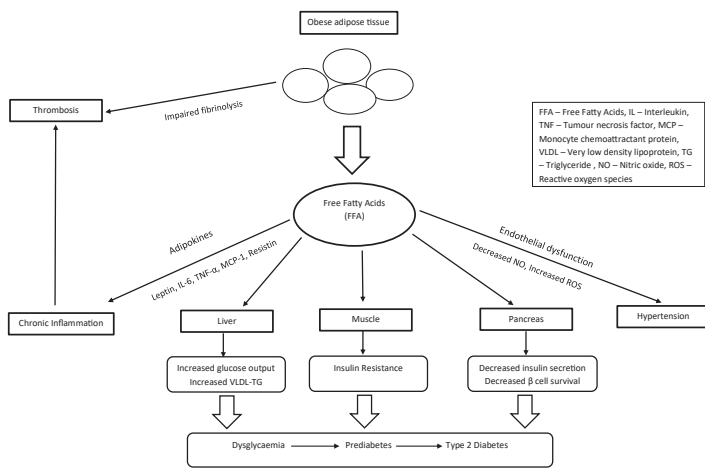 Obese adipose tissue
Thrombosis
Impaired fibrinolysis
FFA – Free Fatty Acids, IL – Interleukin,
TNF – Tumour necrosis factor, MCP –
Monocyte chemoattractant protein,
VLDL – Very low density lipoprotein, TG
– Triglyceride , NO – Nitric oxide, ROS –
Reactive oxygen species
Free Fatty Acids
(FFA)
Adipokines
Leptin, IL-6, TNF-α, MCP-1, Resistin
Endothelial dysfunction
Decreased NO, Increased ROS
Chronic Inflammation
Liver
Muscle
Pancreas
Hypertension
Increased glucose output
Increased VLDL-TG
Insulin Resistance
Decreased insulin secretion
Decreased β cell survival
Dysglycaemia Prediabetes Type 2 Diabetes